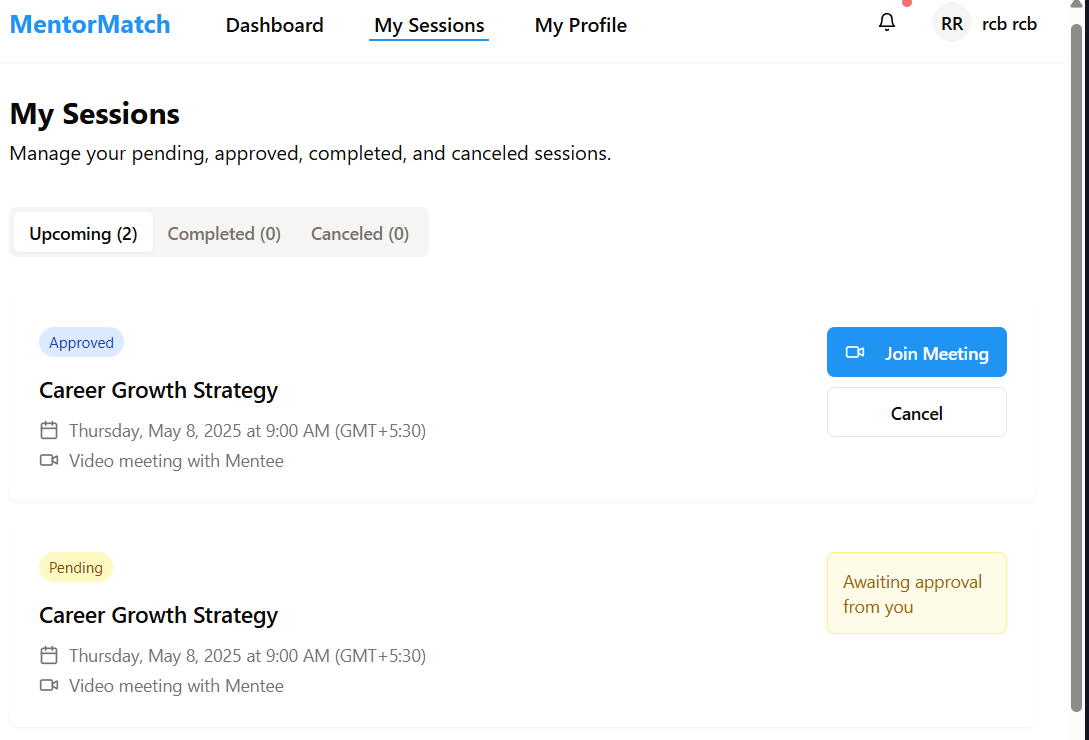 MentorMatch Dashboard My Sessions My Profile RR rcb rcb
My Sessions
Manage your pending, approved, completed, and canceled sessions.
Upcoming (2) Completed (0) Canceled (0)
Approved
Career Growth Strategy
Thursday, May 8, 2025 at 9:00 AM (GMT+5:30)
Video meeting with Mentee
Join Meeting
Cancel
Pending
Career Growth Strategy
Thursday, May 8, 2025 at 9:00 AM (GMT+5:30)
Video meeting with Mentee
Awaiting approval
from you